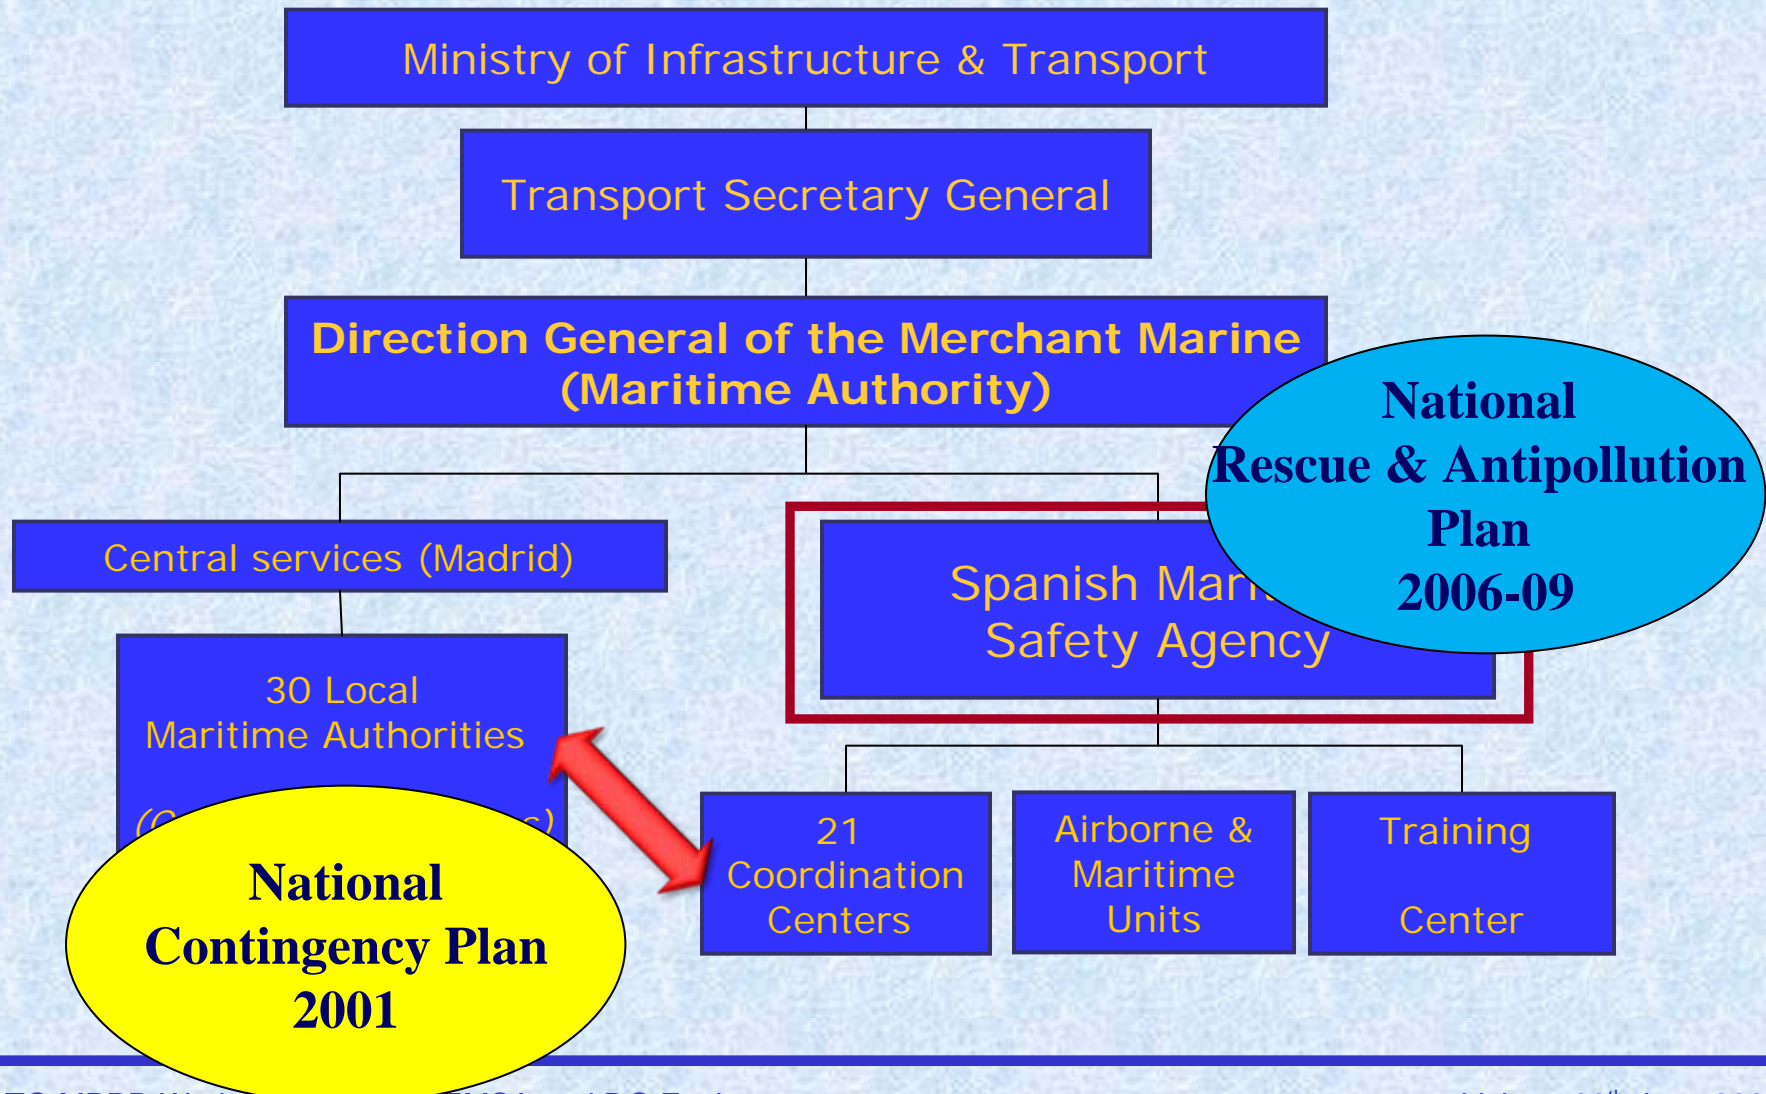 Ministry of Infrastructure & Transport
Transport Secretary General
Direction General of the Merchant Marine
(Maritime Authority)
National
Rescue & Antipollution
Plan
2006-09
Central services (Madrid)
Spanish
Safety Agency
30 Local
Maritime Authorities
21
Coordination
Centers
Airborne &
Maritime
Units
Training
Center
National
Contingency Plan
2001